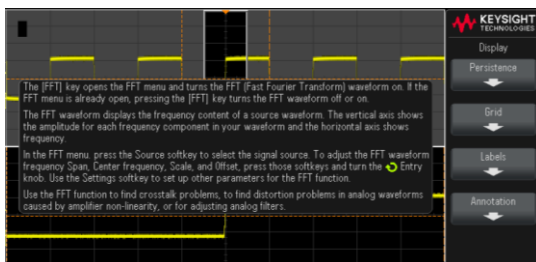 KEYSIGHT
TECHNOLOGIES
Display
Persistence
Grid
Labels
Annotation
The [FFT] key opens the FFT menu and turns the FFT (Fast Fourier Transform) waveform on. If the
FFT menu is already open, pressing the [FFT] key turns the FFT waveform off or on.
The FFT waveform displays the frequency content of a source waveform. The vertical axis shows
the amplitude for each frequency component in your waveform and the horizontal axis shows
frequency.
In the FFT menu. press the Source softkey to select the signal source. To adjust the FFT waveform
frequency Span, Center frequency, Scale, and Offset, press those softkeys and turn the Entry
knob. Use the Settings softkey to set up other parameters for the FFT function.
Use the FFT function to find crosstalk problems, to find distortion problems in analog waveforms
caused by amplifier non-linearity, or for adjusting analog filters.